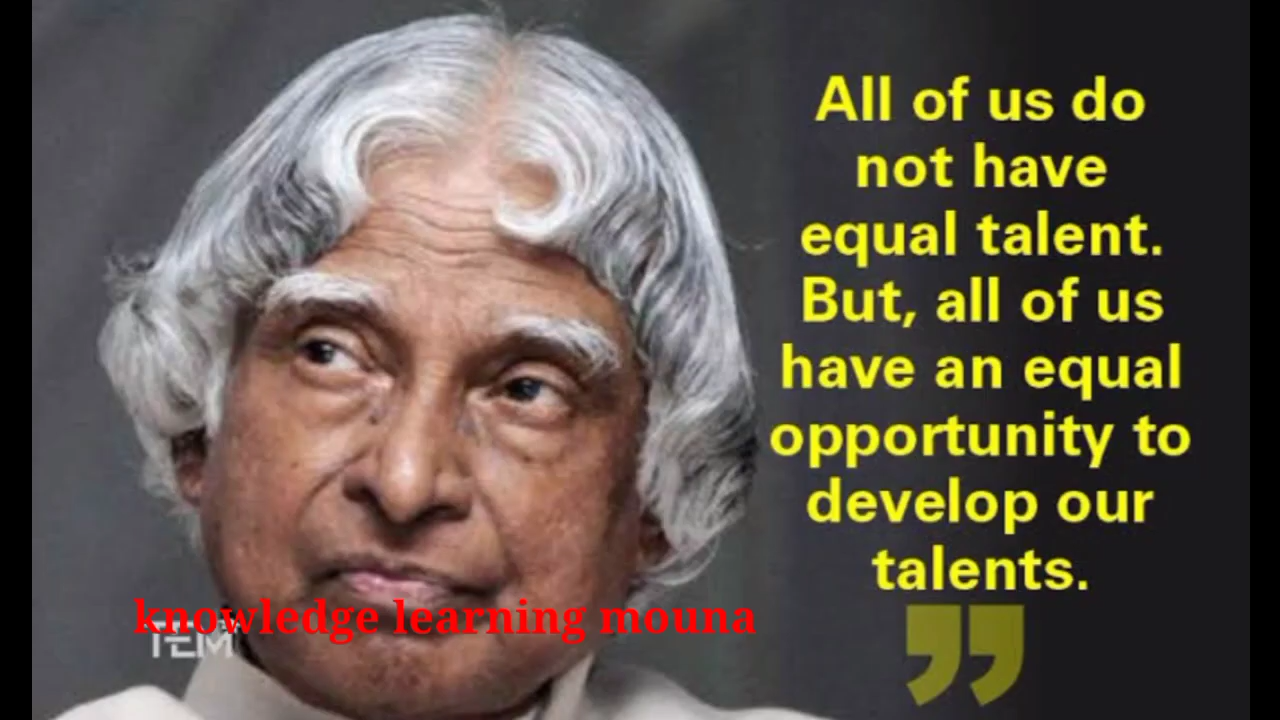 All of us do
not have
equal talent.
But, all of us
have an equal
opportunity to
develop our
talents.
”
knowledge learning mouna